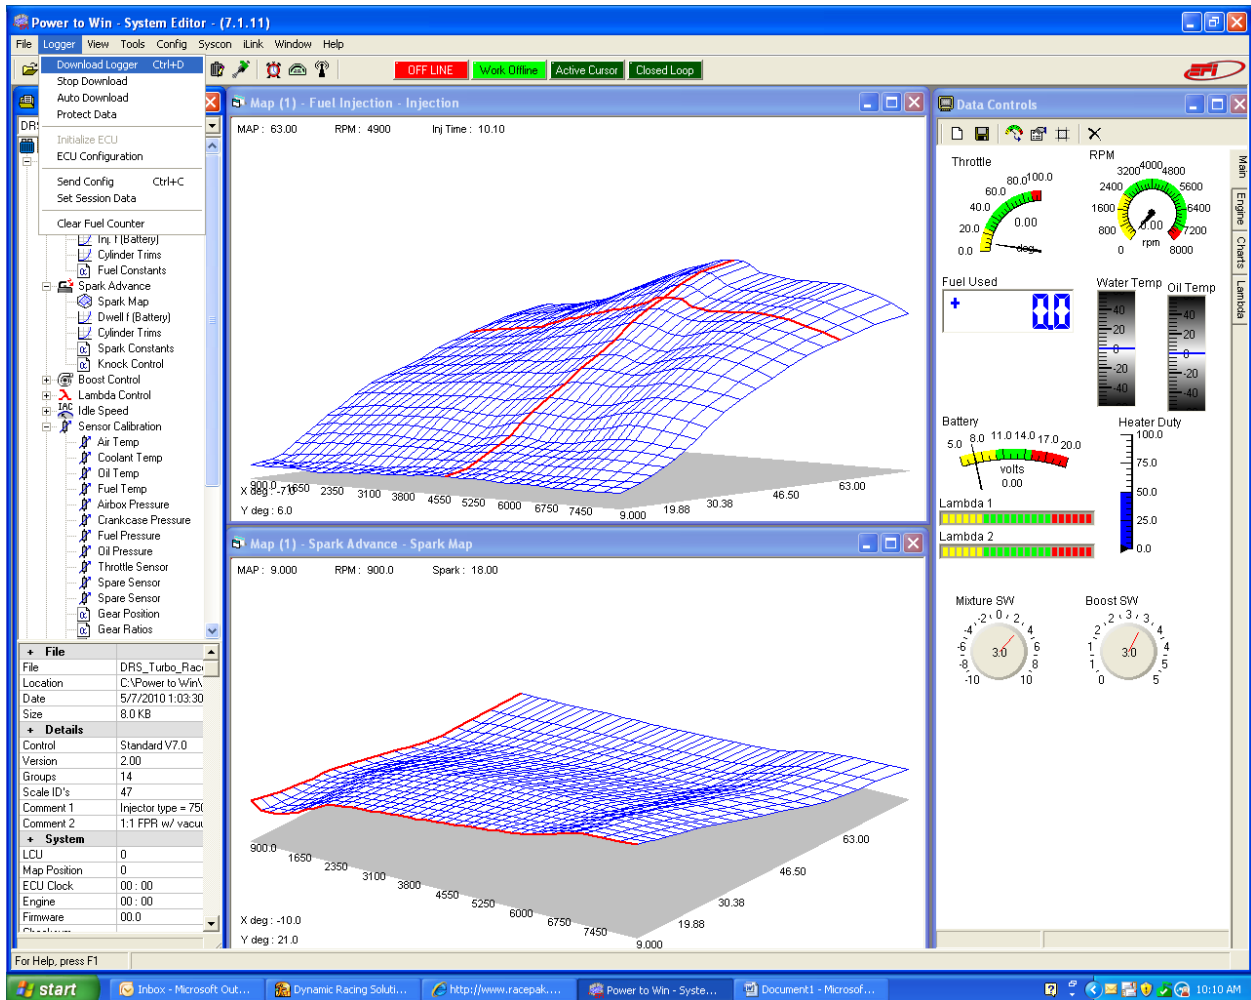 Power to Win - System Editor - (7.1.11)
File Logger View Tools Config Syscon iLink Window Help
Download Logger Ctrl+D
Stop Download
Auto Download
Protect Data
Initialize ECU
ECU Configuration
Send Config Ctrl+C
Set Session Data
Clear Fuel Counter
OFF LINE Work Offline Active Cursor Closed Loop
EFI
DRS
Inj. f (Battery)
Cylinder Trims
Fuel Constants
Spark Advance
Spark Map
Dwell f (Battery)
Cylinder Trims
Spark Constants
Knock Control
Boost Control
Lambda Control
IAC Idle Speed
Sensor Calibration
Air Temp
Coolant Temp
Oil Temp
Fuel Temp
Airbox Pressure
Crankcase Pressure
Fuel Pressure
Oil Pressure
Throttle Sensor
Spare Sensor
Spare Sensor
Gear Position
Gear Ratios
+ File
File DRS_Turbo_Race
Location C:\Power to Win\
Date 5/7/2010 1:03:30
Size 8.0 KB
+ Details
Control Standard V7.0
Version 2.00
Groups 14
Scale ID's 47
Comment 1 Injector type = 750
Comment 2 1:1 FPR w/ vacuu
+ System
LCU 0
Map Position 0
ECU Clock 00 : 00
Engine 00 : 00
Firmware 00.0
Map (1) - Fuel Injection - Injection
MAP : 63.00 RPM : 4900 Inj Time : 10.10
900.0 1650 2350 3100 3800 4550 5250 6000 6750 7450 9.000 19.88 30.38 46.50 63.00
X deg : -7.0
Y deg : 6.0
Map (1) - Spark Advance - Spark Map
MAP : 9.000 RPM : 900.0 Spark : 18.00
900.0 1650 2350 3100 3800 4550 5250 6000 6750 7450 9.000 19.88 30.38 46.50 63.00
X deg : -10.0
Y deg : 21.0
Data Controls
Main
Engine
Charts
Lambda
Throttle
0.0 20.0 40.0 60.0 80.0 100.0
0.00
deg
RPM
0 800 1600 2400 3200 4000 4800 5600 6400 7200 8000
0.00
rpm
Fuel Used
+ 0.0
Water Temp
40 20 0 -20 -40
Oil Temp
40 20 0 -20 -40
Battery
5.0 8.0 11.0 14.0 17.0 20.0
volts
0.00
Heater Duty
100.0
75.0
50.0
25.0
0.0
Lambda 1
Lambda 2
Mixture SW
-10 -8 -6 -4 -2 0 2 4 6 8 10
3.0
Boost SW
0 1 1 2 2 3 3 4 4 5 5
3.0
For Help, press F1
start Inbox - Microsoft Out... Dynamic Racing Soluti... http://www.racepak.... Power to Win - Syste... Document1 - Microsof... 10:10 AM